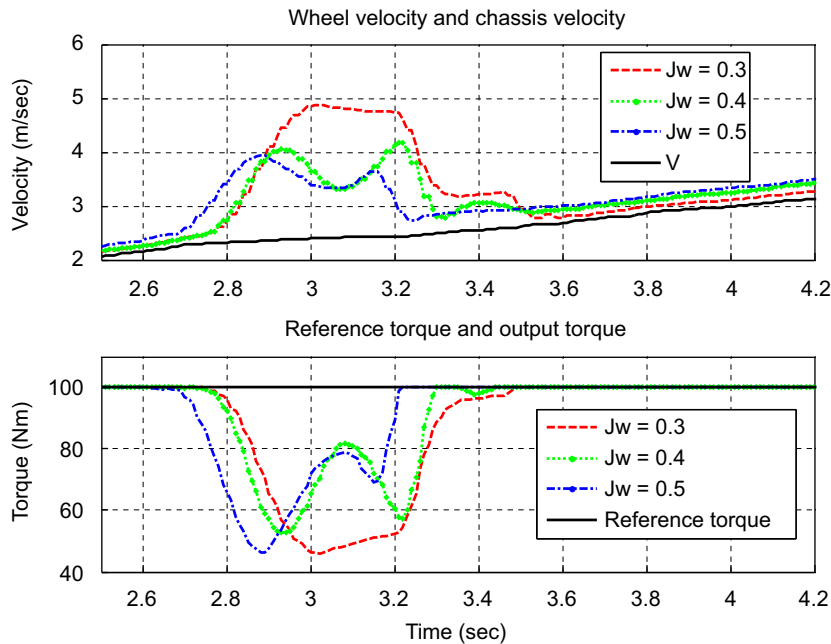 Wheel velocity and chassis velocity
Velocity (m/sec)
6
5
4
3
2
Jw = 0.3
Jw = 0.4
Jw = 0.5
V
2.6 2.8 3 3.2 3.4 3.6 3.8 4 4.2
Reference torque and output torque
Torque (Nm)
100
80
60
40
Jw = 0.3
Jw = 0.4
Jw = 0.5
Reference torque
2.6 2.8 3 3.2 3.4 3.6 3.8 4 4.2
Time (sec)